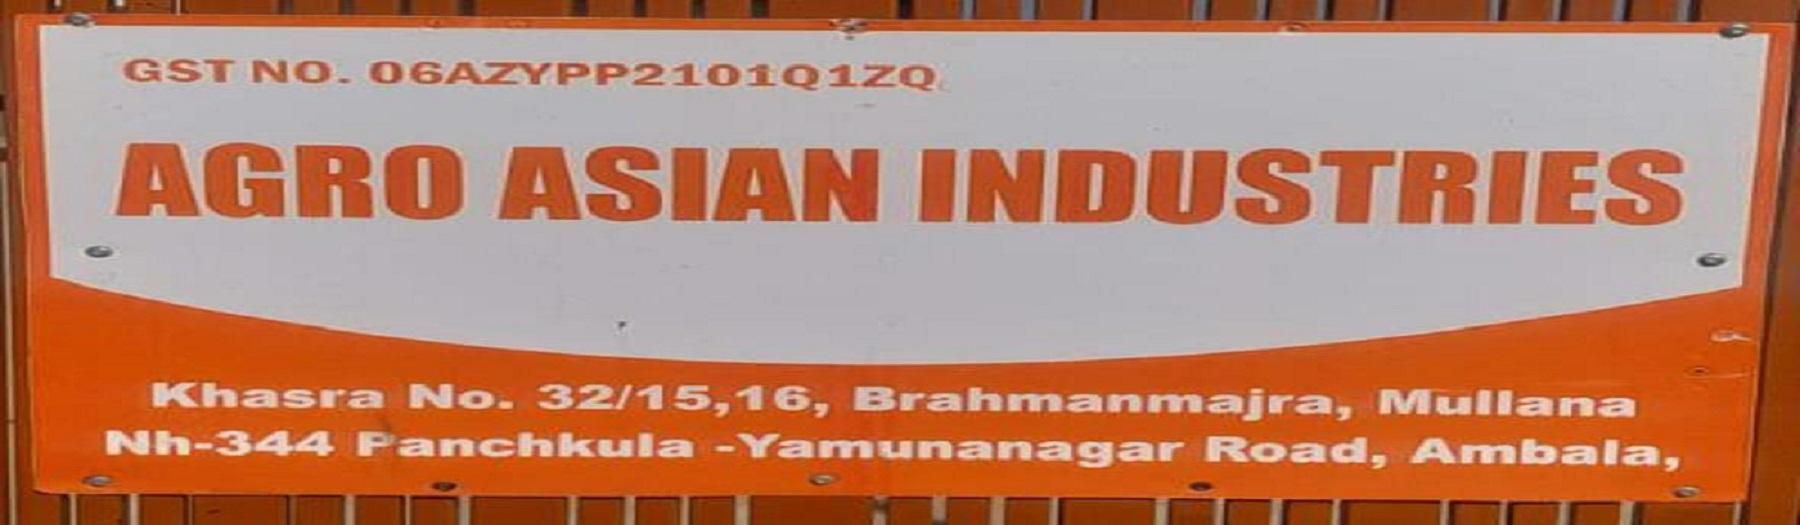 GST NO. 06AZYPP2101Q1ZQ
AGRO ASIAN INDUSTRIES
Khasra No. 32/15,16, Brahmanmajra, Mullana
Nh-344 Panchkula -Yamunanagar Road, Ambala,